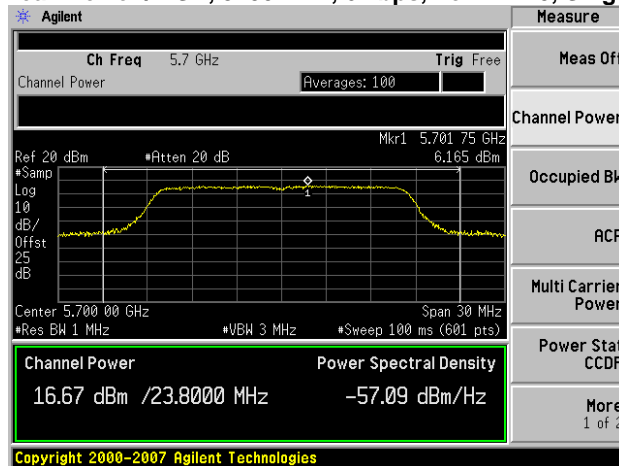 Agilent
Measure
Ch Freq 5.7 GHz Trig Free
Channel Power Averages: 100
Mkr1 5.701 75 GHz
Ref 20 dBm #Atten 20 dB 6.165 dBm
#Samp
Log
10
dB/
Offst
25
dB
1
Center 5.700 00 GHz Span 30 MHz
#Res BW 1 MHz #VBW 3 MHz #Sweep 100 ms (601 pts)
Channel Power Power Spectral Density
16.67 dBm /23.8000 MHz -57.09 dBm/Hz
Copyright 2000-2007 Agilent Technologies
Meas Off
Channel Power
Occupied BW
ACP
Multi Carrier
Power
Power Stat
CCDF
More
1 of 2